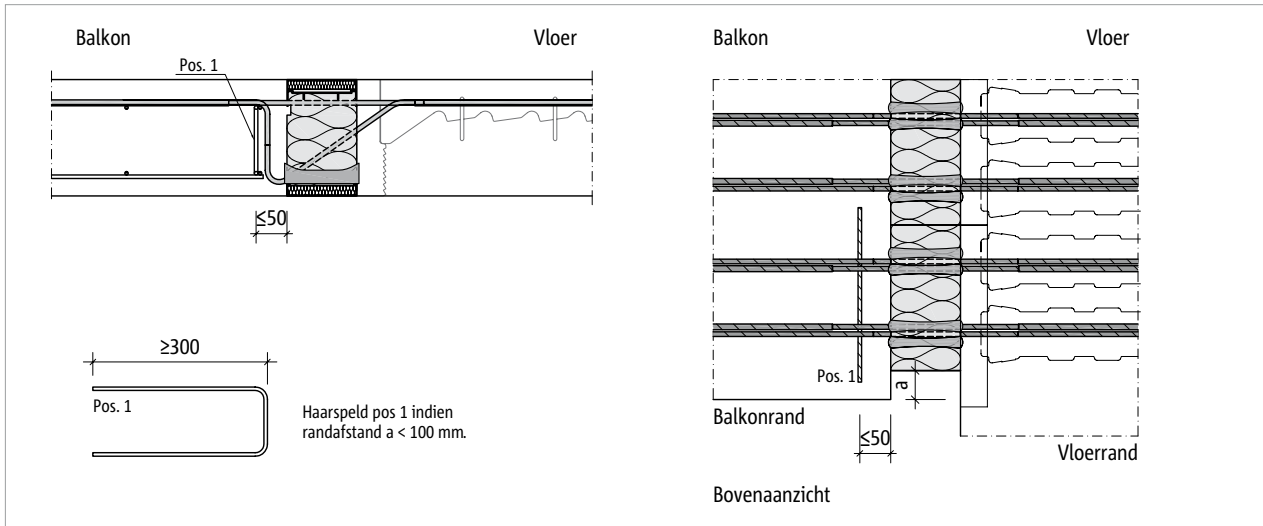 Balkon
Vloer
Pos. 1
≤50
≥300
Pos. 1
Haarspeld pos 1 indien
randafstand a < 100 mm.
Balkon
Vloer
Pos. 1
a
Balkonrand
≤50
Vloerrand
Bovenaanzicht